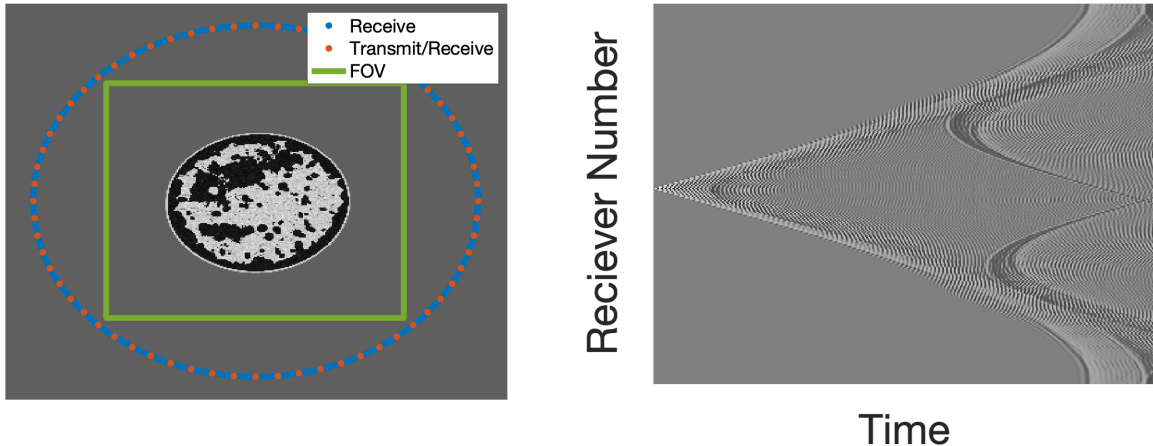 Receive
Transmit/Receive
FOV
Reciever Number
Time